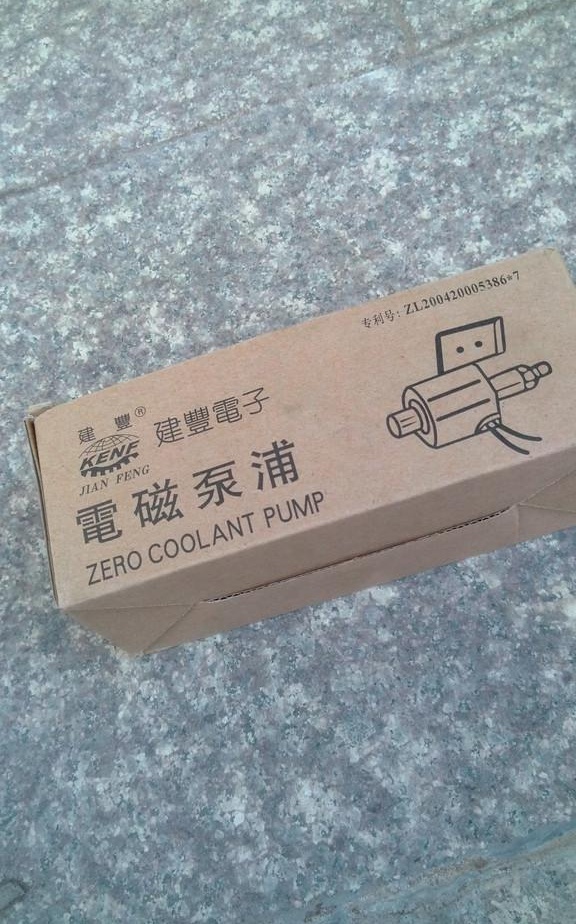 专利号: ZL200420005386*7
建 豐®
建豐電子
KENF
JIAN FENG
電磁泵浦
ZERO COOLANT PUMP